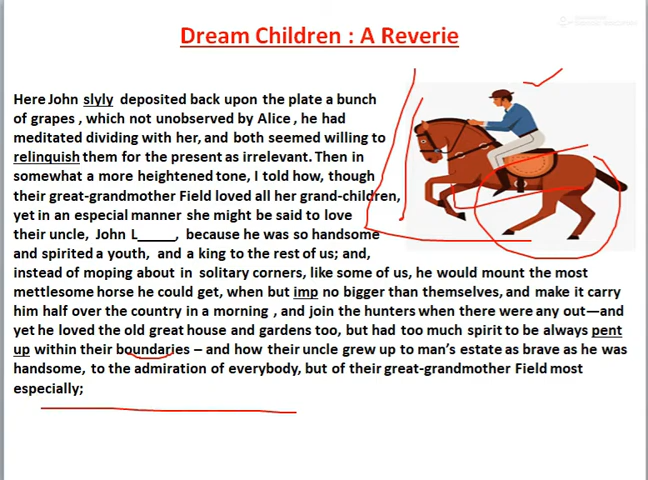 Dream Children : A Reverie
Here John slyly deposited back upon the plate a bunch
of grapes , which not unobserved by Alice , he had
meditated dividing with her, and both seemed willing to
relinquish them for the present as irrelevant. Then in
somewhat a more heightened tone, I told how, though
their great-grandmother Field loved all her grand-children,
yet in an especial manner she might be said to love
their uncle, John L_____, because he was so handsome
and spirited a youth, and a king to the rest of us; and,
instead of moping about in solitary corners, like some of us, he would mount the most
mettlesome horse he could get, when but imp no bigger than themselves, and make it carry
him half over the country in a morning , and join the hunters when there were any out—and
yet he loved the old great house and gardens too, but had too much spirit to be always pent
up within their boundaries – and how their uncle grew up to man's estate as brave as he was
handsome, to the admiration of everybody, but of their great-grandmother Field most
especially;